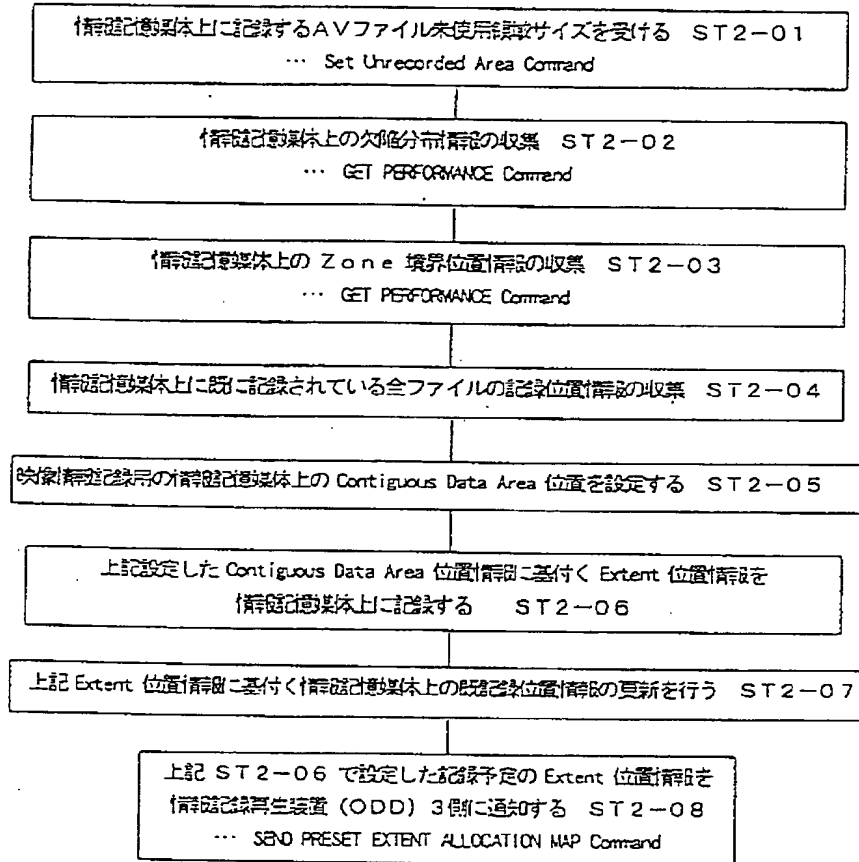 情報記憶媒体上に記録するAVファイル未使用領域サイズを受ける ST2-01
… Set Unrecorded Area Command
情報記憶媒体上の欠陥分布情報の収集 ST2-02
… GET PERFORMANCE Command
情報記憶媒体上の Zone 境界位置情報の収集 ST2-03
… GET PERFORMANCE Command
情報記憶媒体上に既に記録されている全ファイルの記録位置情報の収集 ST2-04
映像情報記録用の情報記憶媒体上の Contiguous Data Area 位置を設定する ST2-05
上記設定した Contiguous Data Area 位置情報に基付く Extent 位置情報を
情報記憶媒体上に記録する ST2-06
上記 Extent 位置情報に基付く情報記憶媒体上の既記録位置情報の更新を行う ST2-07
上記 ST2-06 で設定した記録予定の Extent 位置情報を
情報記録再生装置 (ODD) 3側に通知する ST2-08
… SEND PRESET EXTENT ALLOCATION MAP Command